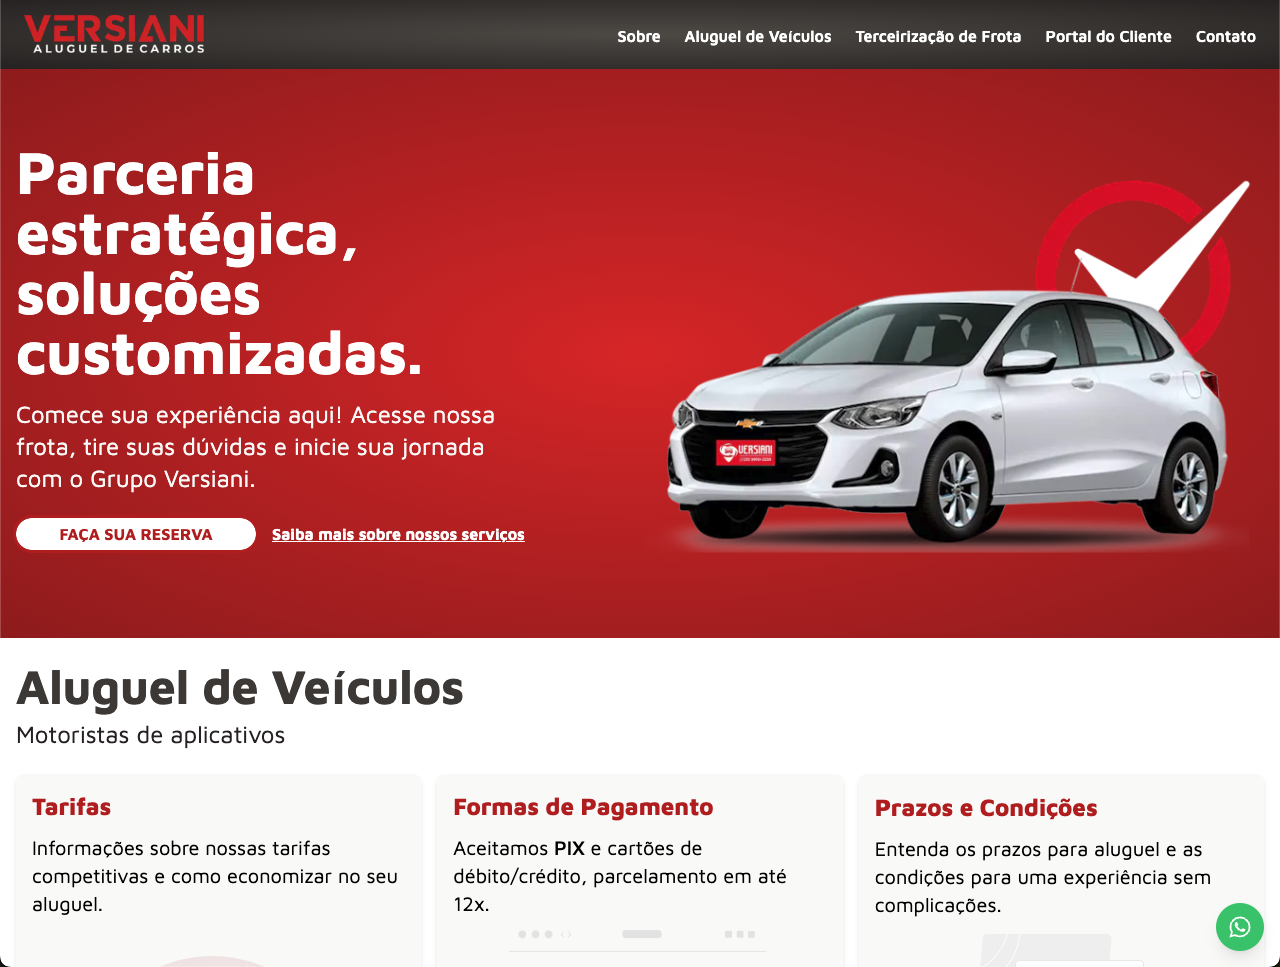 VERSIANI
ALUGUEL DE CARROS
Sobre
Aluguel de Veículos
Terceirização de Frota
Portal do Cliente
Contato
Parceria
estratégica,
soluções
customizadas.
Comece sua experiência aqui! Acesse nossa
frota, tire suas dúvidas e inicie sua jornada
com o Grupo Versiani.
FAÇA SUA RESERVA
Saiba mais sobre nossos serviços
VERSIANI
Aluguel de Veículos
Motoristas de aplicativos
Tarifas
Informações sobre nossas tarifas
competitivas e como economizar no seu
aluguel.
Formas de Pagamento
Aceitamos PIX e cartões de
débito/crédito, parcelamento em até
12x.
Prazos e Condições
Entenda os prazos para aluguel e as
condições para uma experiência sem
complicações.